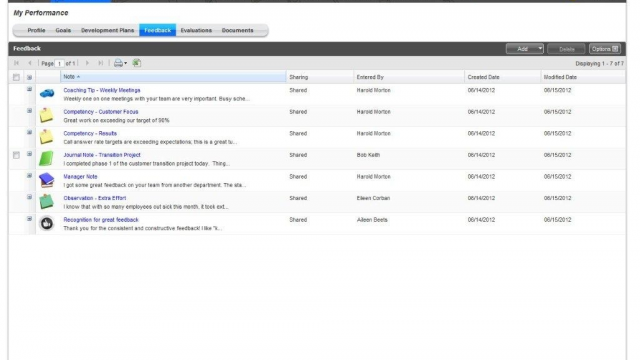 My Performance
Profile Goals Development Plans Feedback Evaluations Documents
Feedback Add Delete Options
Page 1 of 1 Displaying 1 - 7 of 7
Note Sharing Entered By Created Date Modified Date
Coaching Tip - Weekly Meetings Shared Harold Morton 06/14/2012 06/15/2012
Weekly one on one meetings with your team are very important. Busy sche...
Competency - Customer Focus Shared Harold Morton 06/14/2012 06/15/2012
Great work on exceeding our target of 98%
Competency - Results Shared Harold Morton 06/14/2012 06/15/2012
Call answer rate targets are exceeding expectations, this is a great tu...
Journal Note - Transition Project Shared Bob Keith 06/14/2012 06/15/2012
I completed phase 1 of the customer transition project today. Thing...
Manager Note Shared Harold Morton 06/14/2012 06/15/2012
I got some great feedback on your team from another department. The sta...
Observation - Extra Effort Shared Eileen Corban 06/14/2012 06/15/2012
I know that with so many employees out sick this month, it took ext...
Recognition for great feedback Shared Aileen Beets 06/14/2012 06/15/2012
Thank you for the consistent and constructive feedback! I like "k...